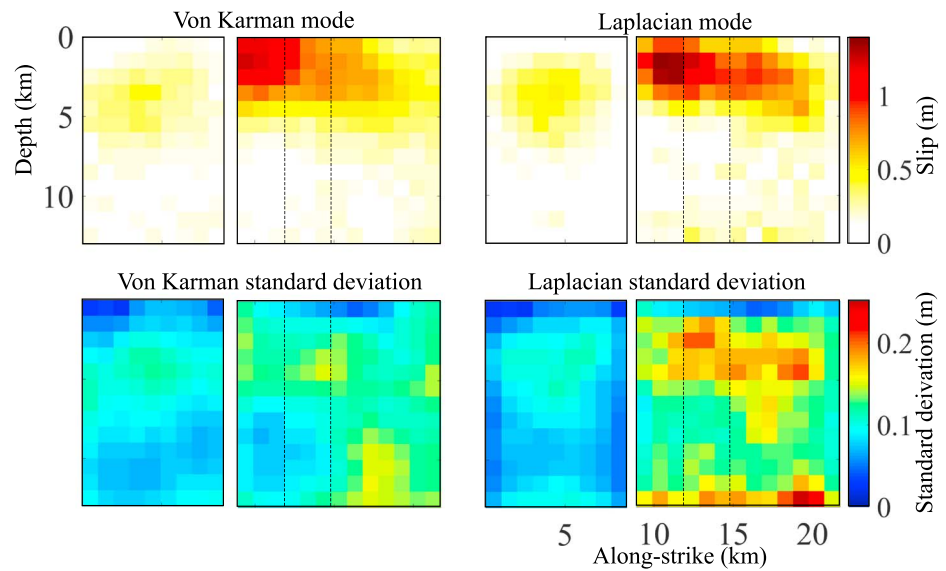 Von Karman mode
Laplacian mode
0
5
10
Depth (km)
1
0.5
0
Slip (m)
Von Karman standard deviation
Laplacian standard deviation
0.2
0.1
0
Standard deivation (m)
5
10
15
20
Along-strike (km)